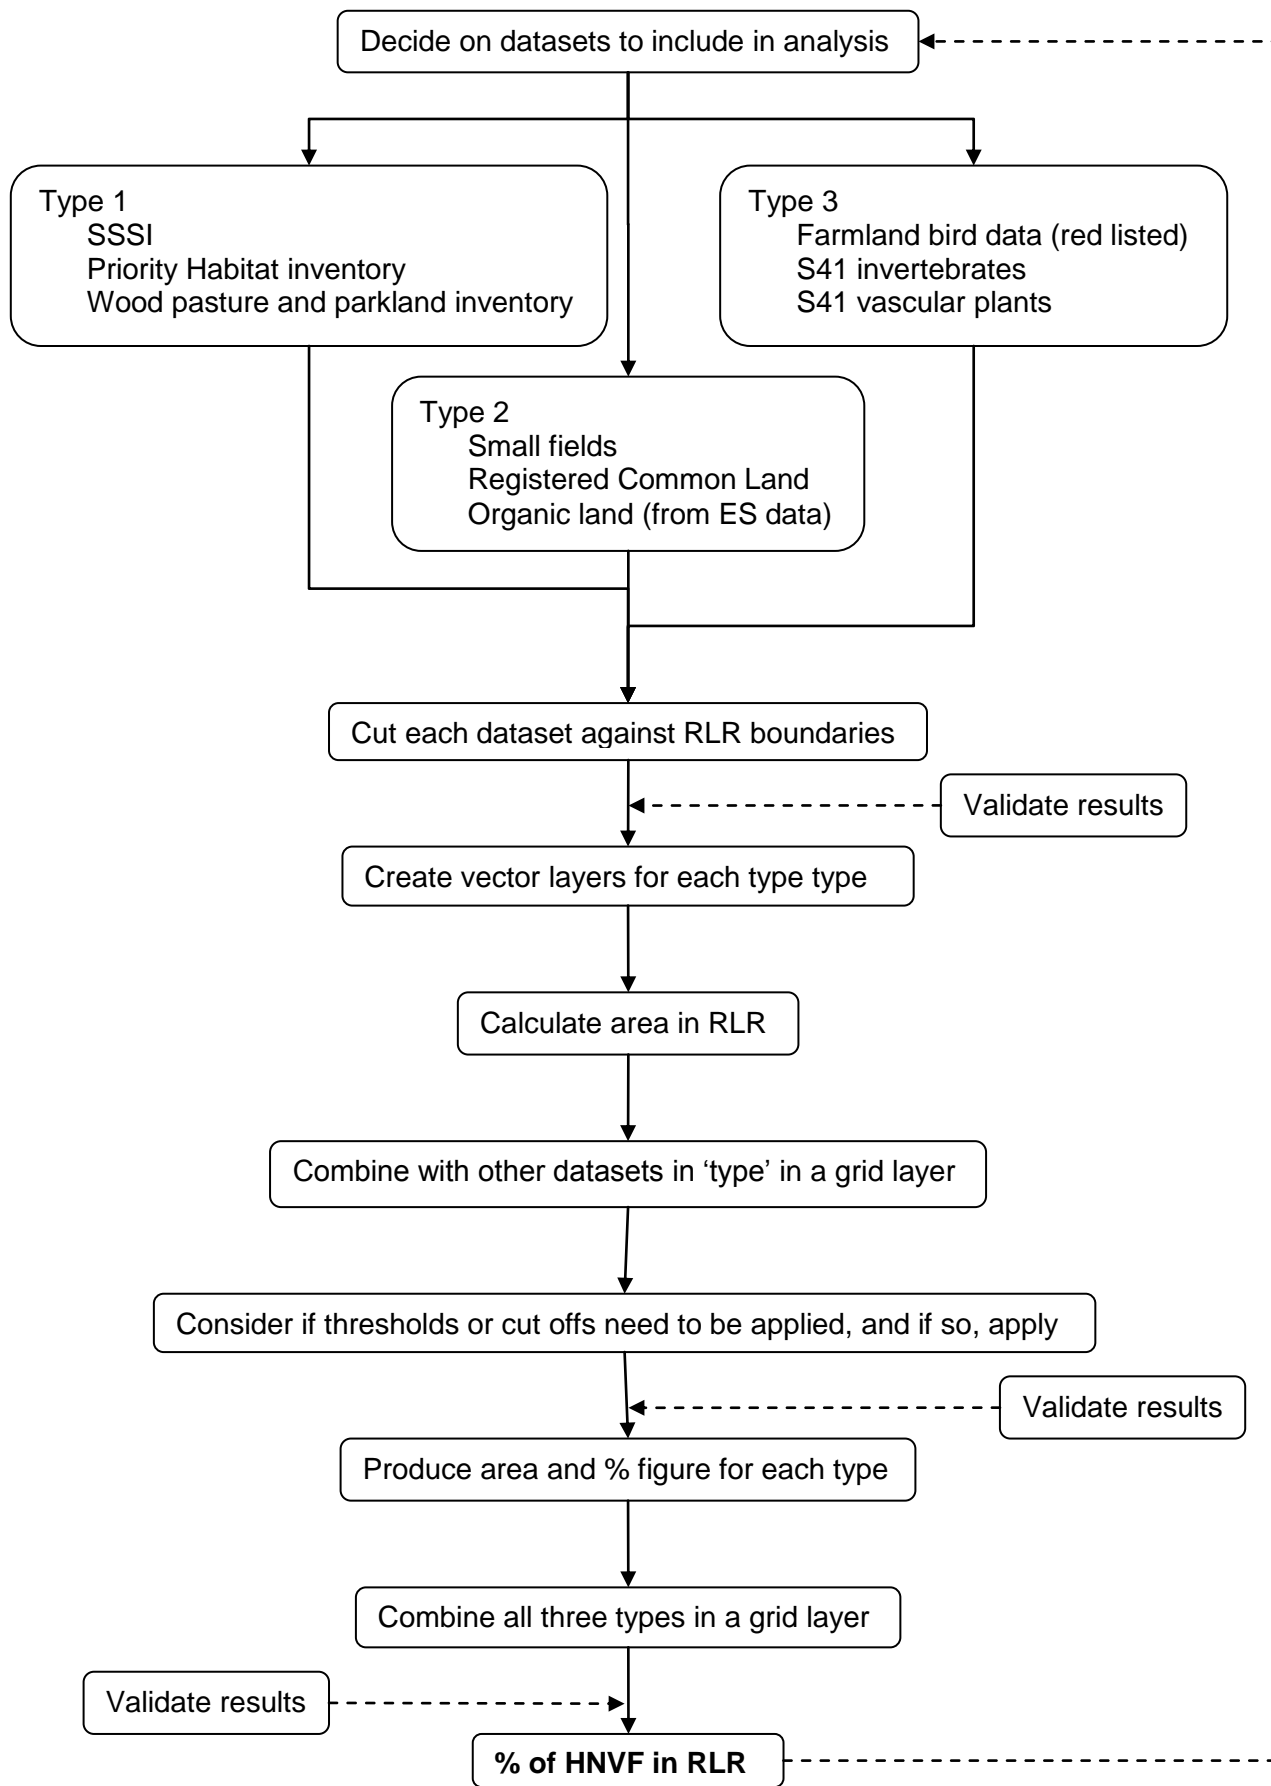 Decide on datasets to include in analysis
Type 1
SSSI
Priority Habitat inventory
Wood pasture and parkland inventory
Type 3
Farmland bird data (red listed)
S41 invertebrates
S41 vascular plants
Type 2
Small fields
Registered Common Land
Organic land (from ES data)
Cut each dataset against RLR boundaries
Validate results
Create vector layers for each type type
Calculate area in RLR
Combine with other datasets in ‘type’ in a grid layer
Consider if thresholds or cut offs need to be applied, and if so, apply
Validate results
Produce area and % figure for each type
Combine all three types in a grid layer
Validate results
% of HNVF in RLR